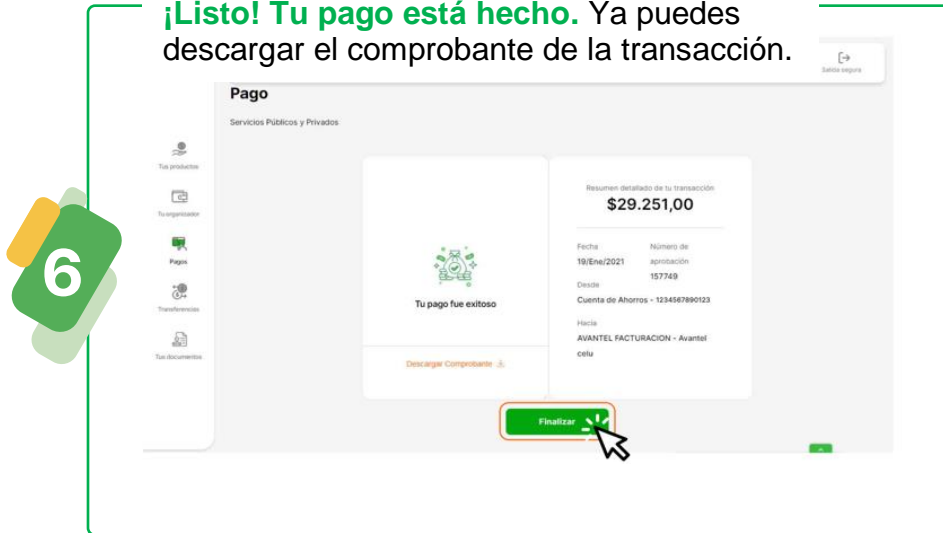 ¡Listo! Tu pago está hecho. Ya puedes
descargar el comprobante de la transacción.
Salida segura
Pago
Servicios Públicos y Privados
Tus productos
Tu organizador
Pagos
Transferencias
Tus documentos
6
Tu pago fue exitoso
Descargar Comprobante
Resumen detallado de tu transacción
$29.251,00
Fecha
19/Ene/2021
Número de
aprobación
157749
Desde
Cuenta de Ahorros - 1234567890123
Hacia
AVANTEL FACTURACION - Avantel
celu
Finalizar